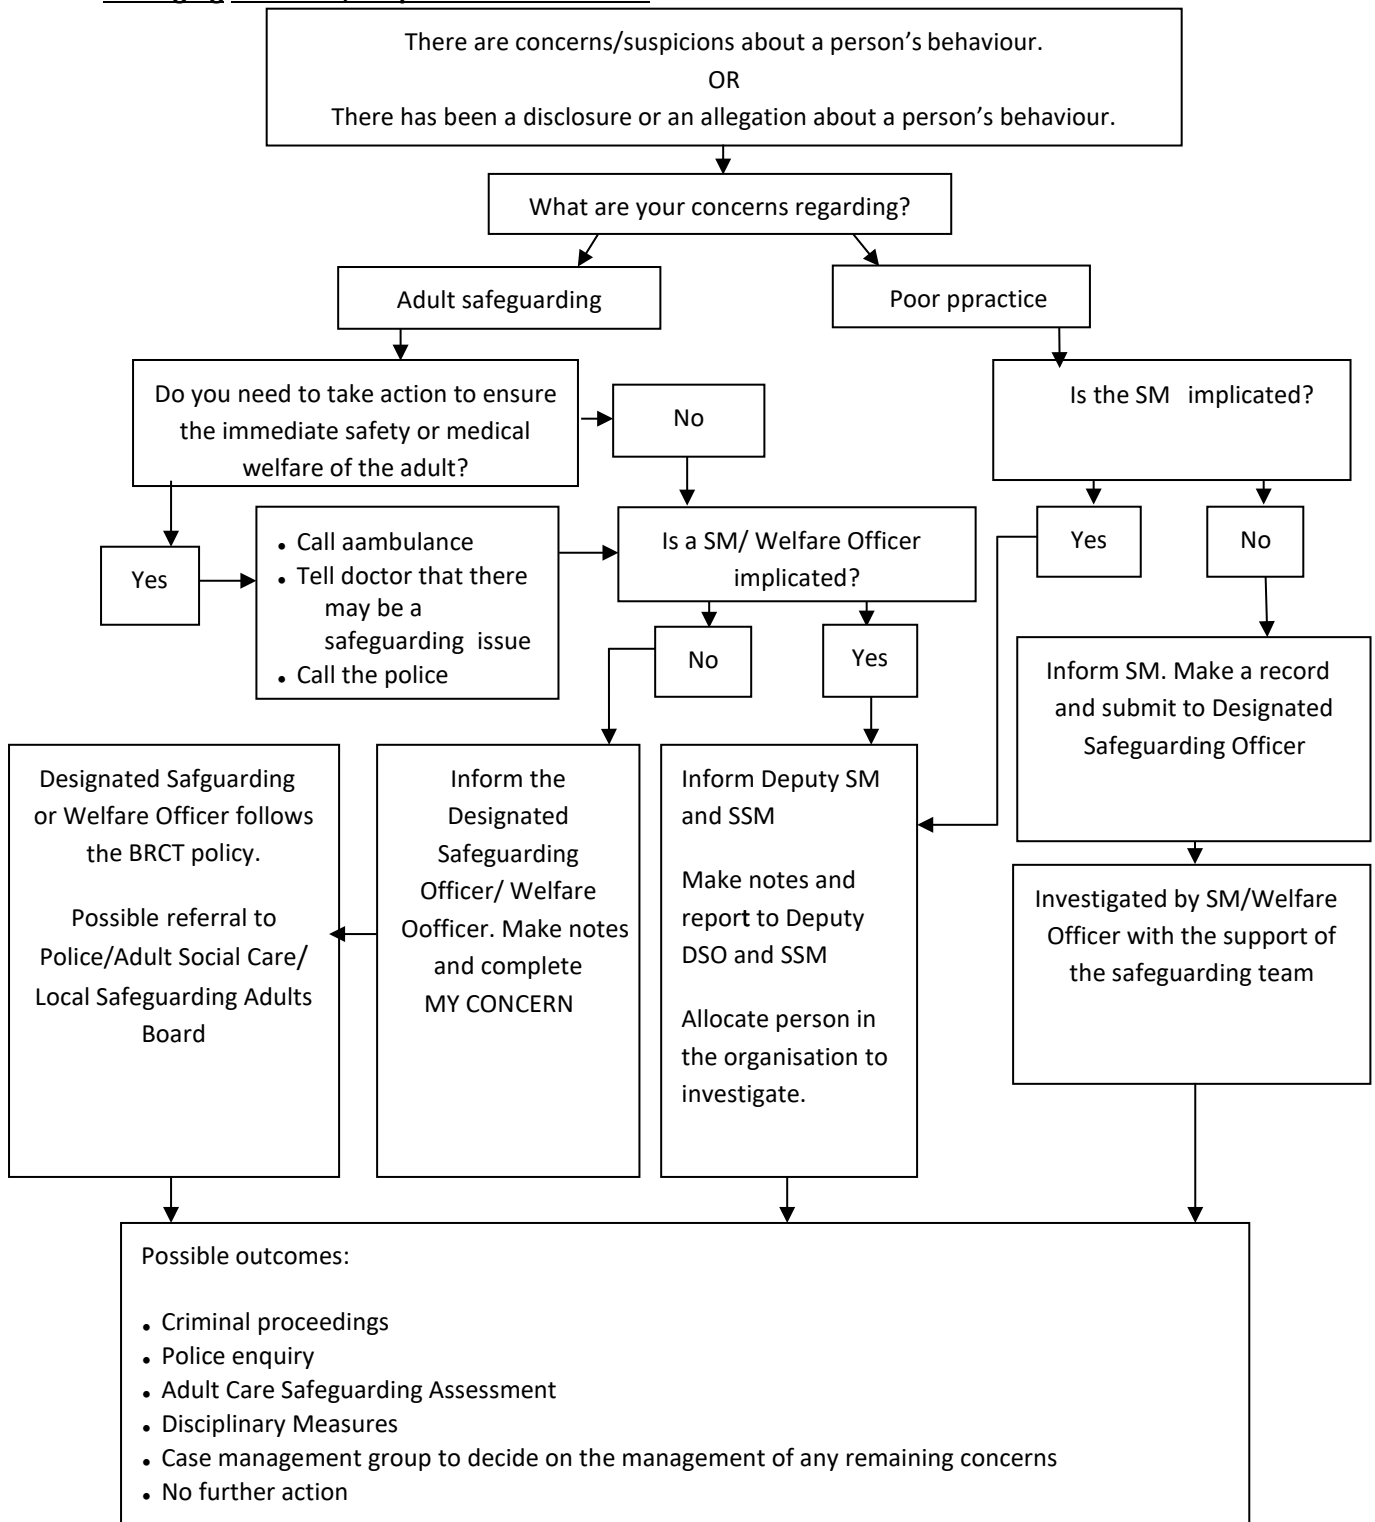 There are concerns/suspicions about a person's behaviour.
OR
There has been a disclosure or an allegation about a person's behaviour.
What are your concerns regarding?
Adult safeguarding
Poor ppractice
Do you need to take action to ensure
the immediate safety or medical
welfare of the adult?
No
Is the SM implicated?
Yes
• Call aambulance
• Tell doctor that there
may be a
safeguarding issue
• Call the police
Is a SM/ Welfare Officer
implicated?
Yes
No
No
Yes
Inform SM. Make a record
and submit to Designated
Safeguarding Officer
Designated Safguarding
or Welfare Officer follows
the BRCT policy.
Possible referral to
Police/Adult Social Care/
Local Safeguarding Adults
Board
Inform the
Designated
Safeguarding
Officer/ Welfare
Oofficer. Make notes
and complete
MY CONCERN
Inform Deputy SM
and SSM
Make notes and
report to Deputy
DSO and SSM
Allocate person in
the organisation to
investigate.
Investigated by SM/Welfare
Officer with the support of
the safeguarding team
Possible outcomes:
• Criminal proceedings
• Police enquiry
• Adult Care Safeguarding Assessment
• Disciplinary Measures
• Case management group to decide on the management of any remaining concerns
• No further action